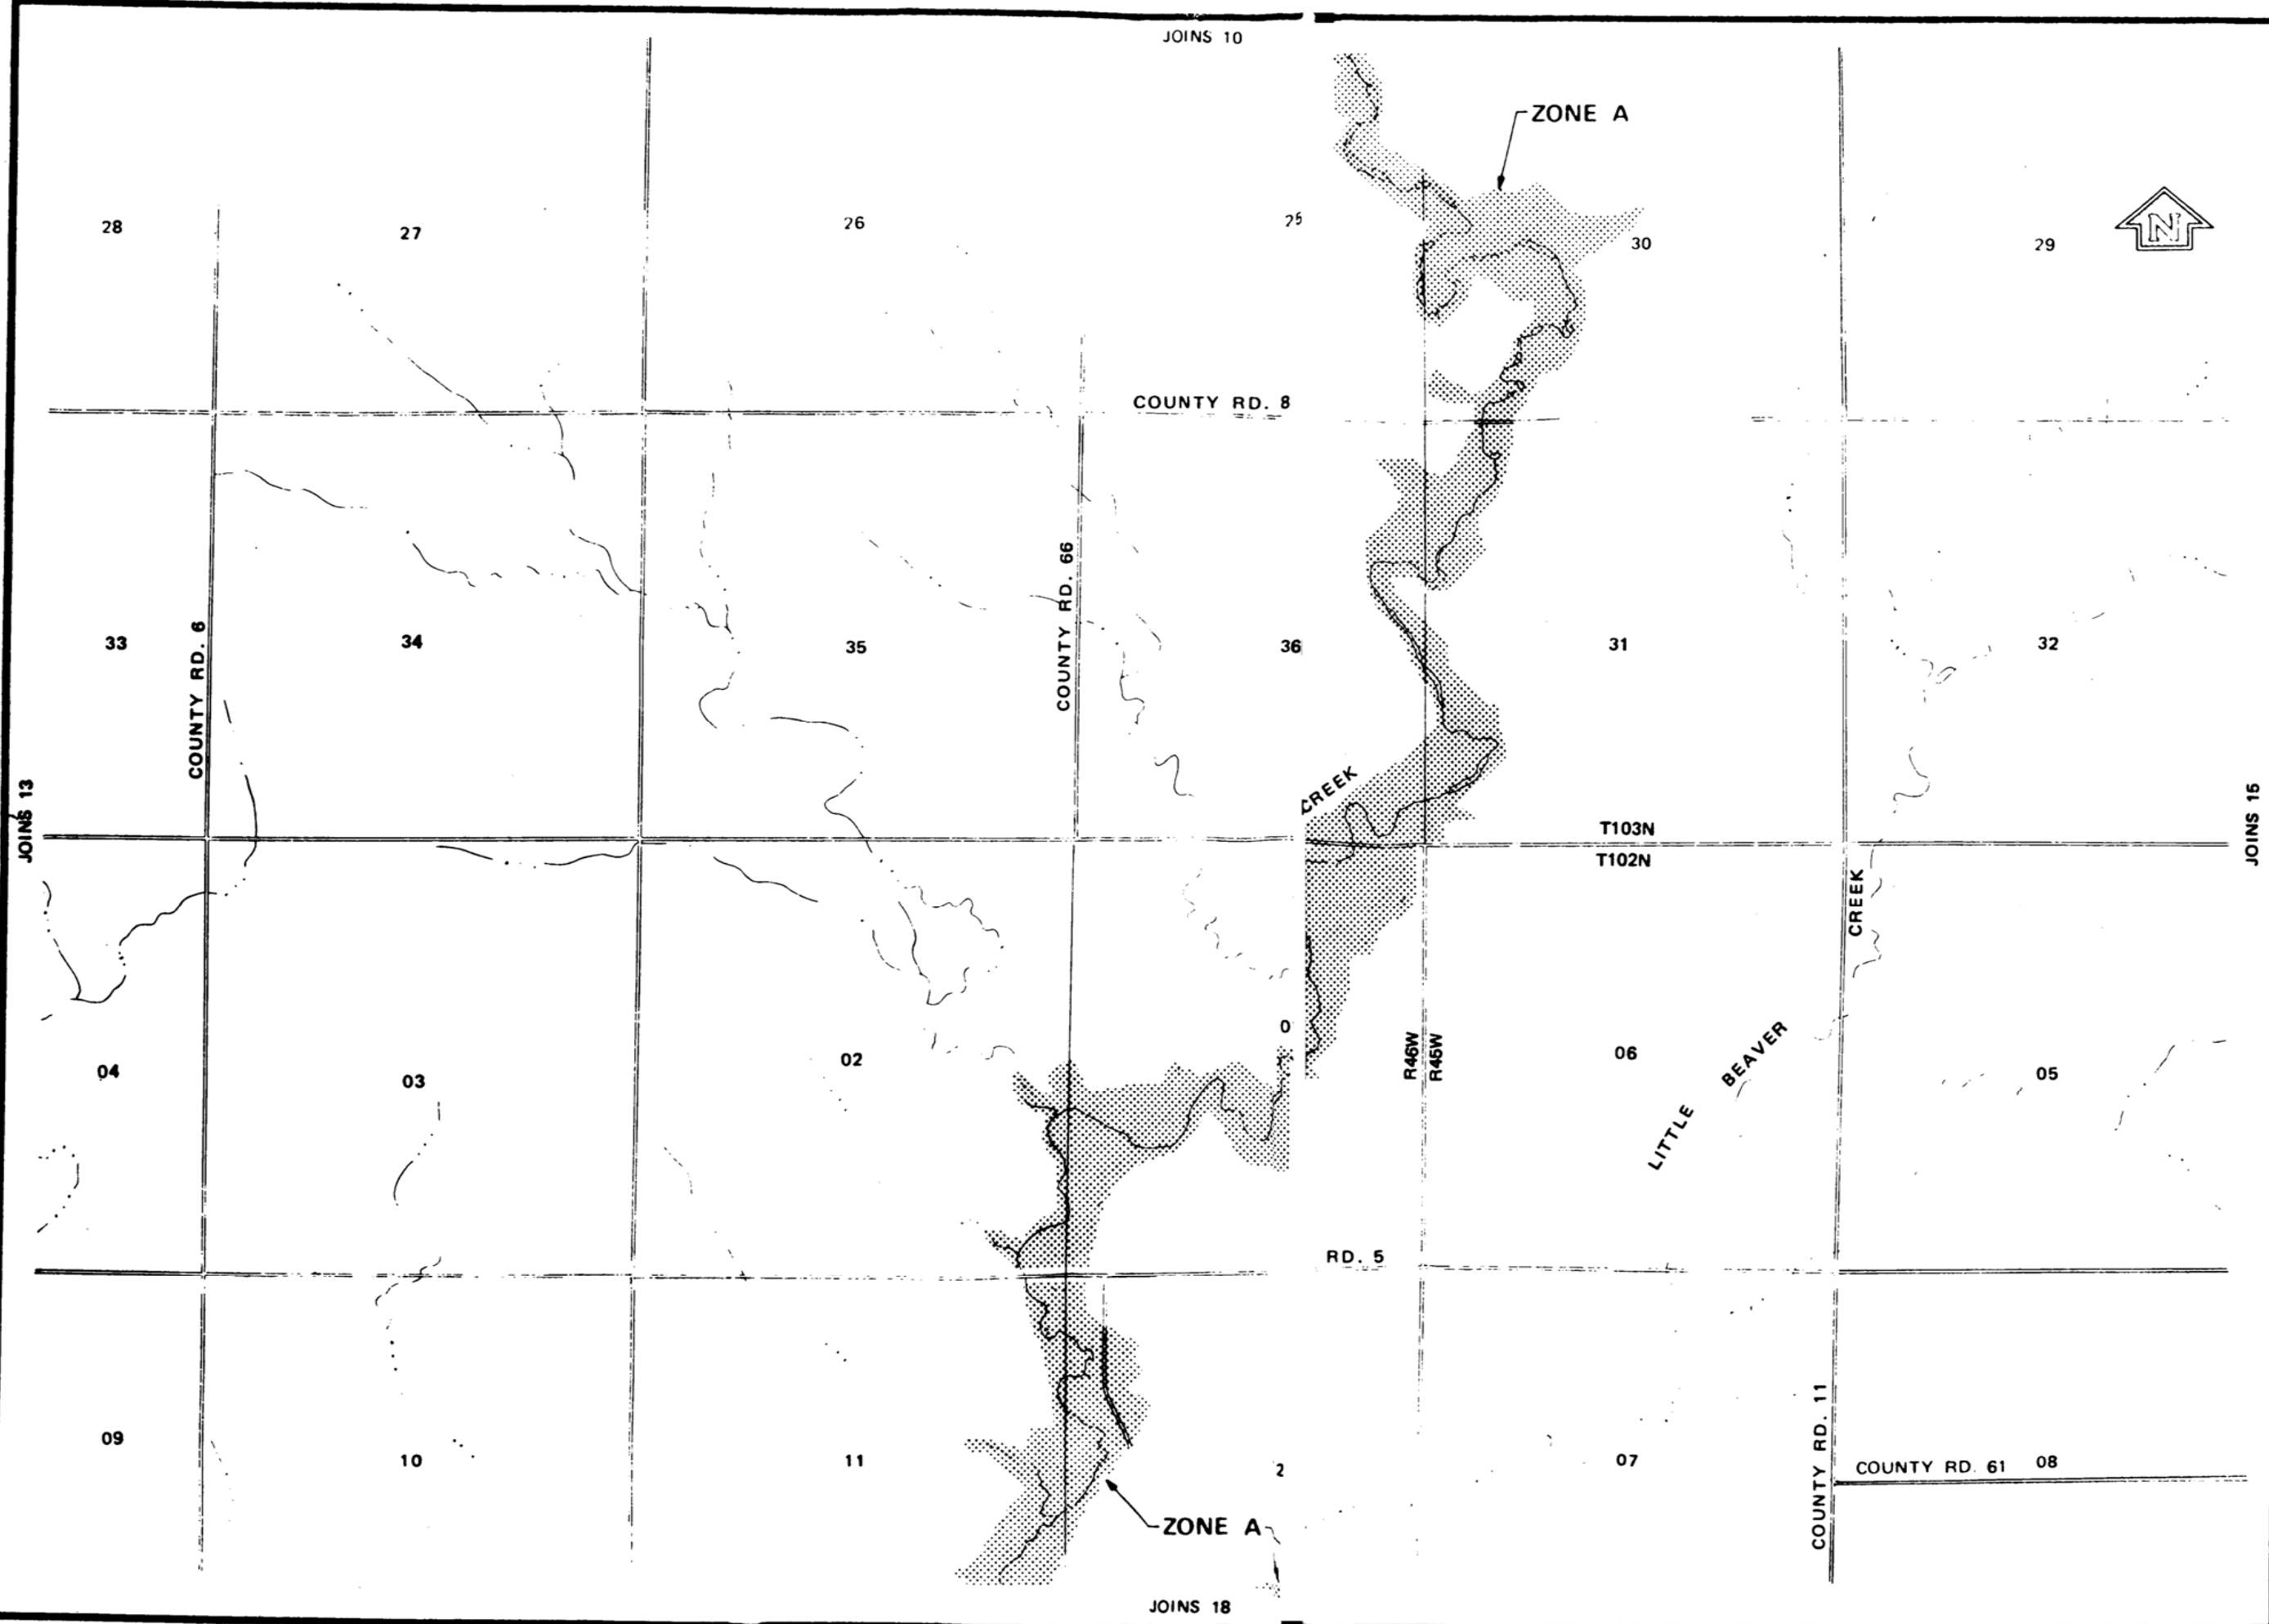 JOINS 10
ZONE A
28
27
26
25
30
29
N
COUNTY RD. 8
COUNTY RD. 6
COUNTY RD. 66
33
34
35
36
31
32
JOINS 13
CREEK
T103N
T102N
JOINS 15
CREEK
04
03
02
0
R46W
R45W
06
LITTLE BEAVER
05
RD. 5
09
10
11
2
07
COUNTY RD. 11
COUNTY RD. 61
08
ZONE A
JOINS 18